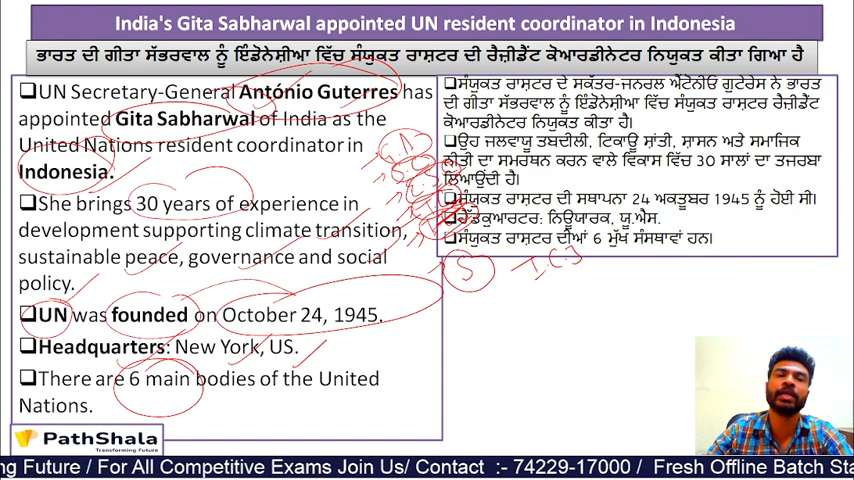 India's Gita Sabharwal appointed UN resident coordinator in Indonesia
ਭਾਰਤ ਦੀ ਗੀਤਾ ਸੱਭਰਵਾਲ ਨੂੰ ਇੰਡੋਨੇਸ਼ੀਆ ਵਿੱਚ ਸੰਯੁਕਤ ਰਾਸ਼ਟਰ ਦੀ ਰੈਜ਼ੀਡੈਂਟ ਕੋਆਰਡੀਨੇਟਰ ਨਿਯੁਕਤ ਕੀਤਾ ਗਿਆ ਹੈ
❑UN Secretary-General António Guterres has
appointed Gita Sabharwal of India as the
United Nations resident coordinator in
Indonesia.
❑She brings 30 years of experience in
development supporting climate transition,
sustainable peace, governance and social
policy.
❑UN was founded on October 24, 1945.
❑Headquarters: New York, US.
❑There are 6 main bodies of the United
Nations.
❑ਸੰਯੁਕਤ ਰਾਸ਼ਟਰ ਦੇ ਸਕੱਤਰ-ਜਨਰਲ ਐਂਟੋਨੀਓ ਗੁਟੇਰੇਸ ਨੇ ਭਾਰਤ
ਦੀ ਗੀਤਾ ਸੱਭਰਵਾਲ ਨੂੰ ਇੰਡੋਨੇਸ਼ੀਆ ਵਿੱਚ ਸੰਯੁਕਤ ਰਾਸ਼ਟਰ ਰੈਜ਼ੀਡੈਂਟ
ਕੋਆਰਡੀਨੇਟਰ ਨਿਯੁਕਤ ਕੀਤਾ ਹੈ।
❑ਉਹ ਜਲਵਾਯੂ ਤਬਦੀਲੀ, ਟਿਕਾਊ ਸ਼ਾਂਤੀ, ਸ਼ਾਸਨ ਅਤੇ ਸਮਾਜਿਕ
ਨੀਤੀ ਦਾ ਸਮਰਥਨ ਕਰਨ ਵਾਲੇ ਵਿਕਾਸ ਵਿੱਚ 30 ਸਾਲਾਂ ਦਾ ਤਜਰਬਾ
ਲਿਆਉਂਦੀ ਹੈ।
❑ਸੰਯੁਕਤ ਰਾਸ਼ਟਰ ਦੀ ਸਥਾਪਨਾ 24 ਅਕਤੂਬਰ 1945 ਨੂੰ ਹੋਈ ਸੀ।
❑ਹੈੱਡਕੁਆਰਟਰ: ਨਿਊਯਾਰਕ, ਯੂ.ਐਸ.
❑ਸੰਯੁਕਤ ਰਾਸ਼ਟਰ ਦੀਆਂ 6 ਮੁੱਖ ਸੰਸਥਾਵਾਂ ਹਨ।
PathShala
Transforming Future
ng Future / For All Competitive Exams Join Us/ Contact :- 74229-17000 / Fresh Offline Batch Sta